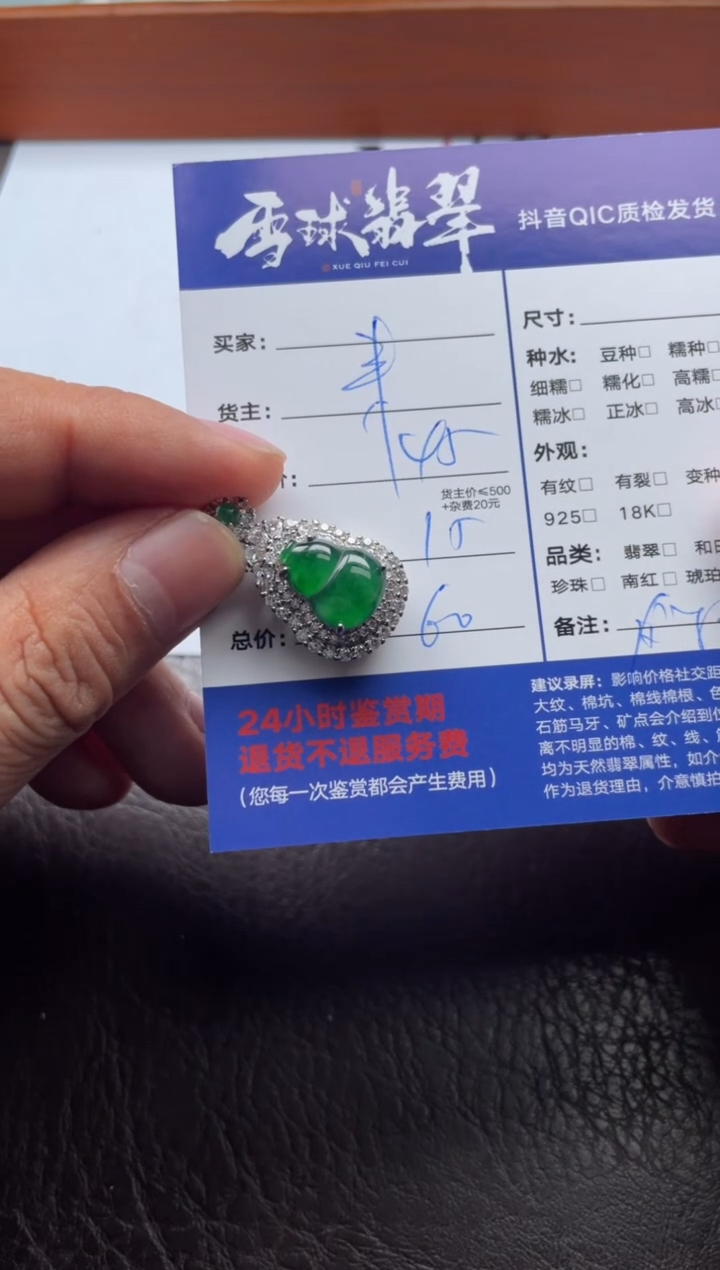 雪球翡翠
XUE QIU FEI CUI
抖音QIC质检发货
买家：
货主：
价：
45
货主价≤500
+杂费20元
15
总价：
60
24小时鉴赏期
退货不退服务费
(您每一次鉴赏都会产生费用)
尺寸：
种水： 豆种□ 糯种□
细糯□ 糯化□ 高糯□
糯冰□ 正冰□ 高冰□
外观：
有纹□ 有裂□ 变种
925□ 18K□
品类： 翡翠□ 和田
珍珠□ 南红□ 琥珀
备注：
建议录屏：影响价格社交距
大纹、棉坑、棉线棉根、色
石筋马牙、矿点会介绍到位
离不明显的棉、纹、线、
均为天然翡翠属性，如介
作为退货理由，介意慎拍